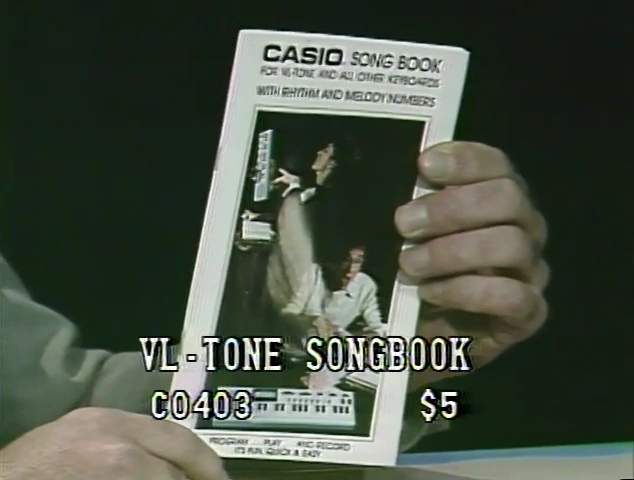 CASIO SONG BOOK
FOR VL-TONE AND ALL OTHER KEYBOARDS
WITH RHYTHM AND MELODY NUMBERS
VL-TONE SONGBOOK
C0403 $5
PROGRAM . . . PLAY . . . AND RECORD
IT'S FUN, QUICK & EASY